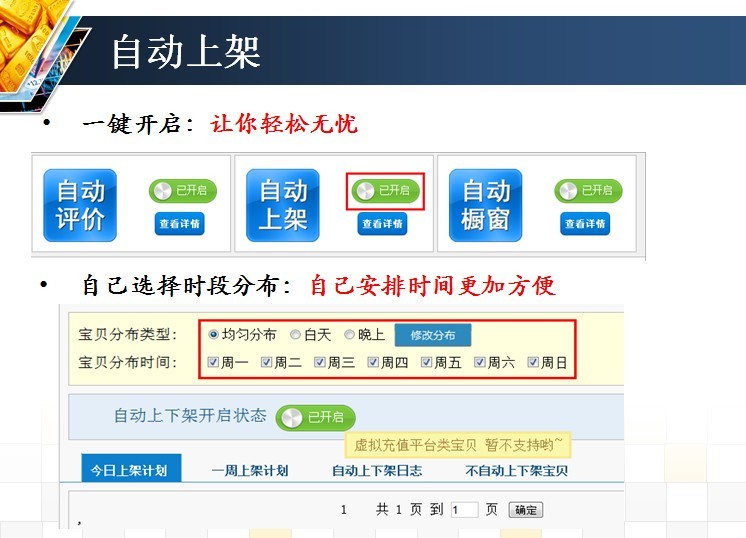 自动上架
• 一键开启：让你轻松无忧
自动评价 已开启 查看详情
自动上架 已开启 查看详情
自动橱窗 已开启 查看详情
• 自己选择时段分布：自己安排时间更加方便
宝贝分布类型： 均匀分布 白天 晚上 修改分布
宝贝分布时间： 周一 周二 周三 周四 周五 周六 周日
自动上下架开启状态 已开启
虚拟充值平台类宝贝 暂不支持哟~
今日上架计划 一周上架计划 自动上下架日志 不自动上下架宝贝
1 共 1 页 到 1 页 确定